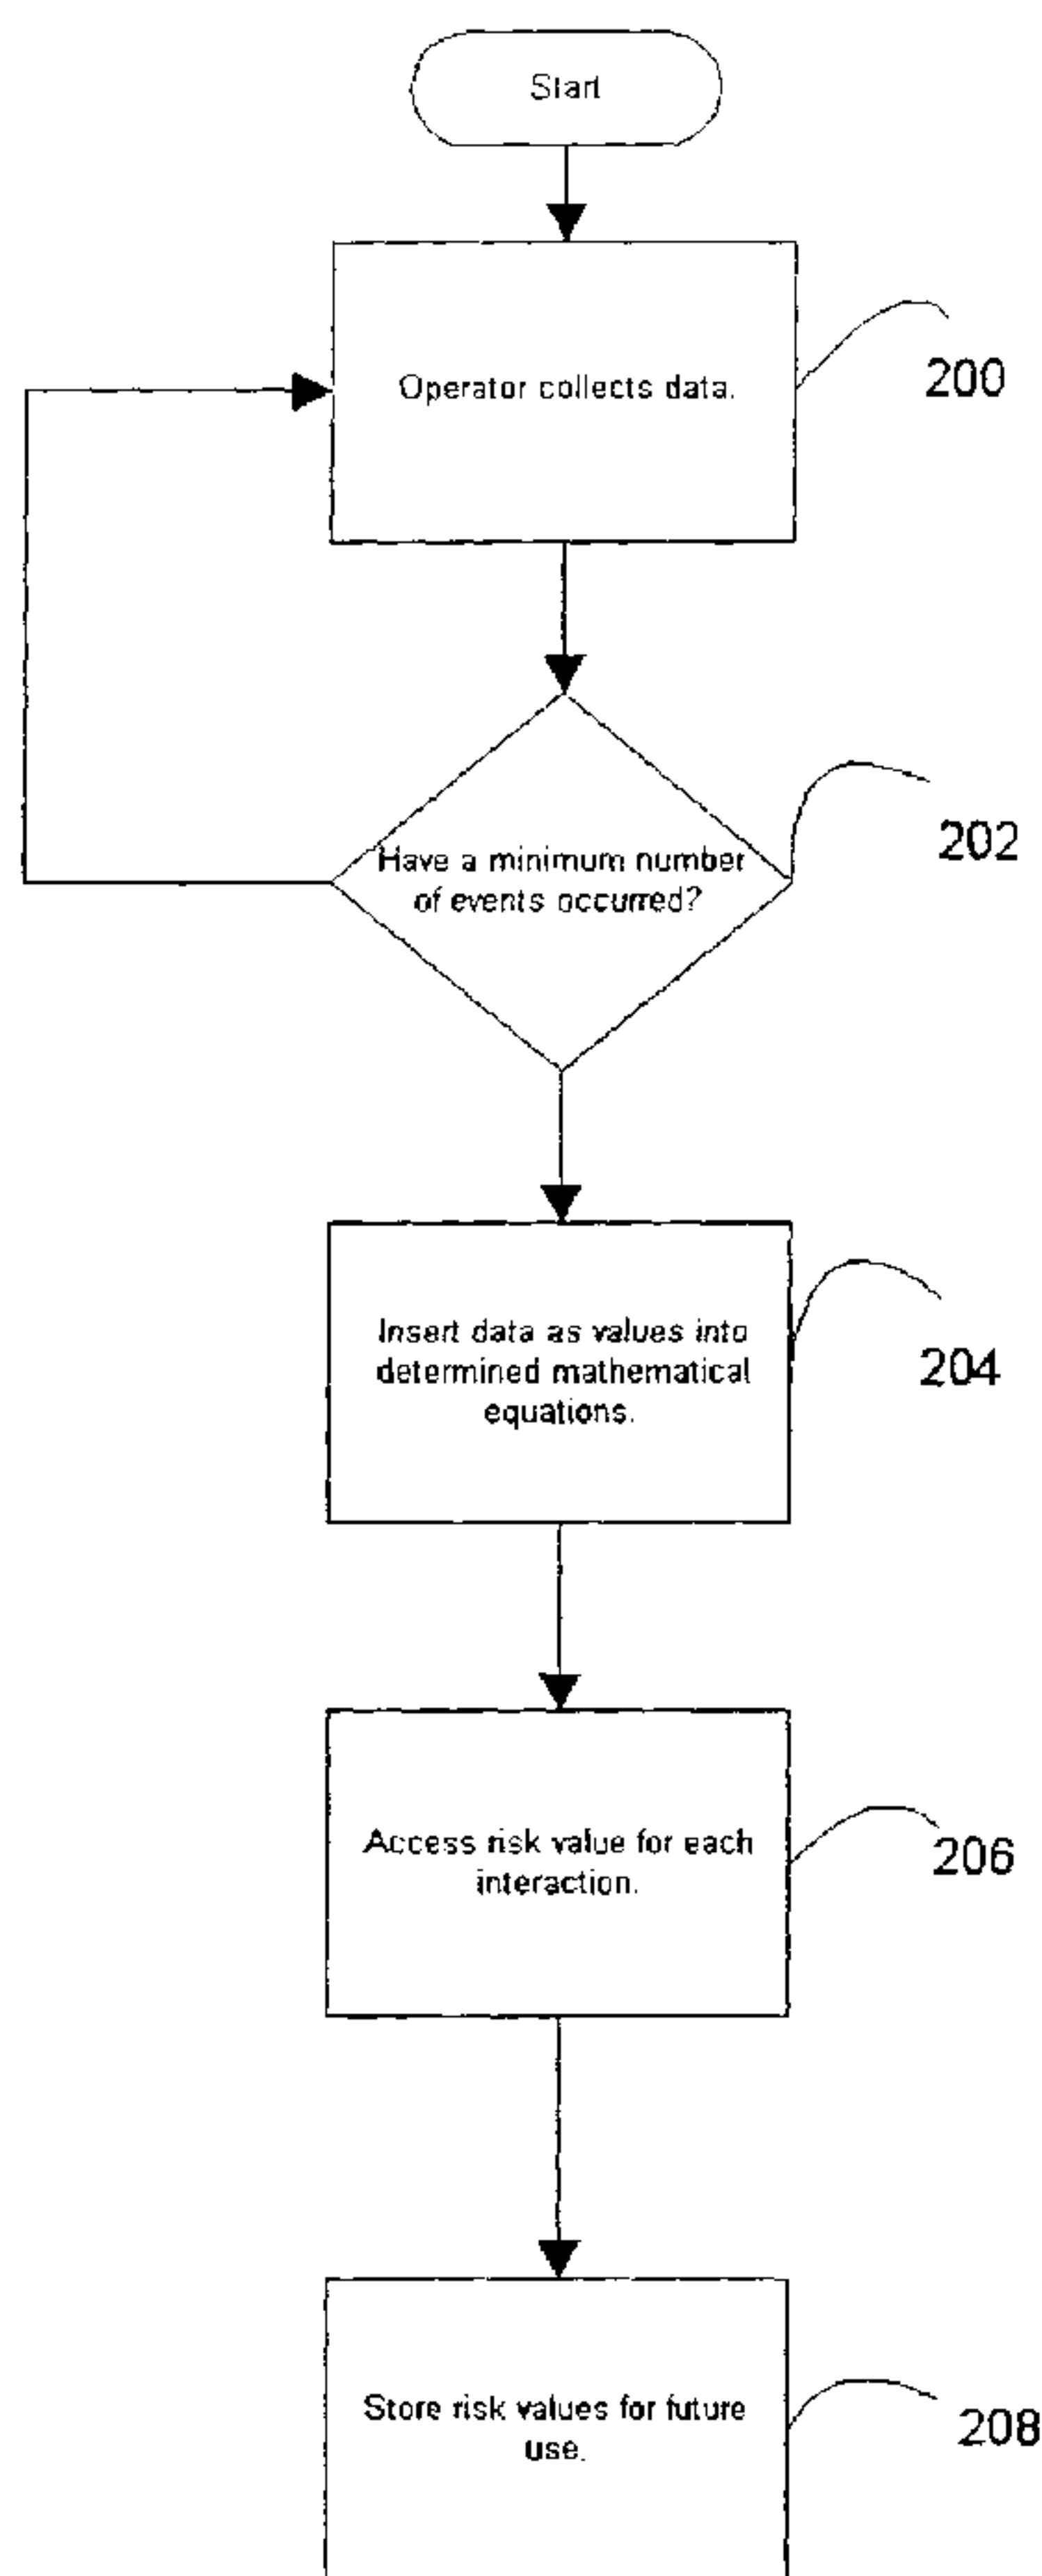 Start
Operator collects data.
200
Have a minimum number
of events occurred?
202
Insert data as values into
determined mathematical
equations.
204
Access risk value for each
interaction.
206
Store risk values for future
use.
208